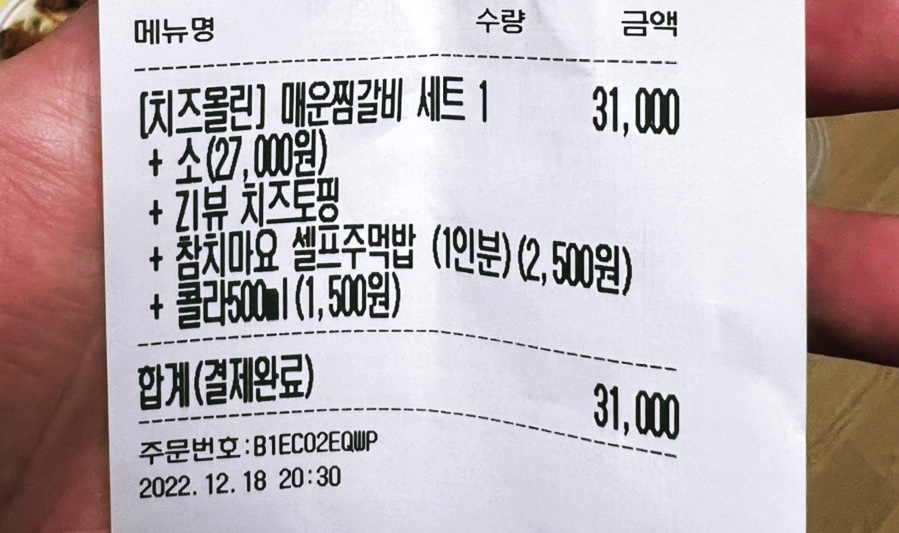 메뉴명 수량 금액
[치즈몰린] 매운찜갈비 세트 1 31,000
+ 소(27,000원)
+ 리뷰 치즈토핑
+ 참치마요 셀프주먹밥 (1인분)(2,500원)
+ 콜라500ml(1,500원)
합계(결제완료) 31,000
주문번호:B1EC02EQWP
2022.12.18 20:30